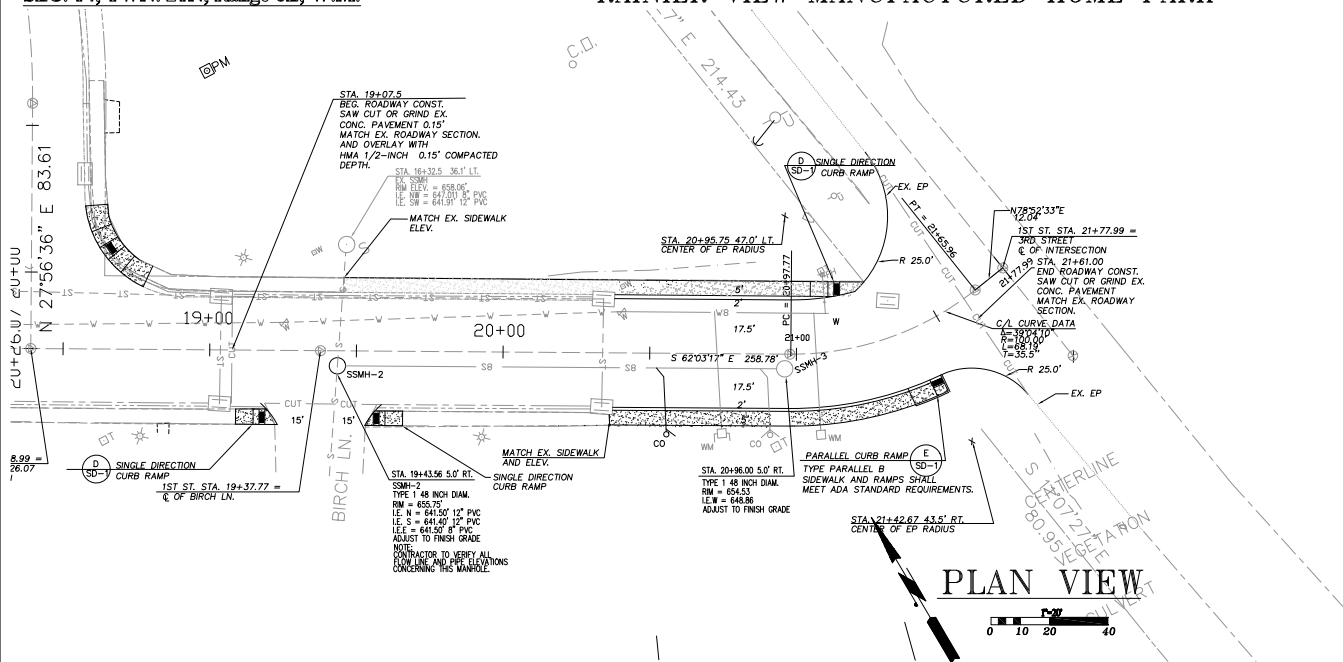 RAINIER VIEW MANUFACTURED HOME PARK
PM
C.O.
7" E 214.43
STA. 19+07.5
BEG. ROADWAY CONST.
SAW CUT OR GRIND EX.
CONC. PAVEMENT 0.15'
MATCH EX. ROADWAY SECTION.
AND OVERLAY WITH
HMA 1/2-INCH 0.15' COMPACTED
DEPTH.
STA. 16+32.5 36.1' LT.
EX. SSMH
RIM ELEV. = 658.06'
I.E. NW = 647.011 8" PVC
I.E. SW = 641.91' 12" PVC
MATCH EX. SIDEWALK
ELEV.
N 27°56'36" E 83.61
D
SD-1
SINGLE DIRECTION
CURB RAMP
EX. EP
PT = 21+65.96
CUT
N78°52'33"E
12.04'
1ST ST. STA. 21+77.99 =
3RD. STREET
℄ OF INTERSECTION
21+77.99
STA. 21+61.00
END ROADWAY CONST.
SAW CUT OR GRIND EX.
CONC. PAVEMENT
MATCH EX. ROADWAY
SECTION.
STA. 20+95.75 47.0' LT.
CENTER OF EP RADIUS
R 25.0'
PC = 20+97.77
C/L CURVE DATA
Δ=39°04'10"
R=100.00'
L=68.19'
T=35.5'
5'
2'
17.5'
W
19+00
20+00
21+00
S 62°03'17" E 258.78'
SSMH-2
SSMH-3
17.5'
2'
R 25.0'
EX. EP
15'
CUT
CUT
15'
CO
WM
CO
WM
8.99 =
26.07
D
SD-1
SINGLE DIRECTION
CURB RAMP
1ST ST. STA. 19+37.77 =
℄ OF BIRCH LN.
BIRCH LN.
STA. 19+43.56 5.0' RT.
SSMH-2
TYPE 1 48 INCH DIAM.
RIM = 655.75'
I.E. N = 641.50' 12" PVC
I.E. S = 641.40' 12" PVC
I.E.E = 641.50' 8" PVC
ADJUST TO FINISH GRADE
NOTE:
CONTRACTOR TO VERIFY ALL
FLOW LINE AND PIPE ELEVATIONS
CONCERNING THIS MANHOLE.
SINGLE DIRECTION
CURB RAMP
MATCH EX. SIDEWALK
AND ELEV.
STA. 20+96.00 5.0' RT.
TYPE 1 48 INCH DIAM.
RIM = 654.53
I.E.W = 648.86
ADJUST TO FINISH GRADE
PARALLEL CURB RAMP
E
SD-1
TYPE PARALLEL B
SIDEWALK AND RAMPS SHALL
MEET ADA STANDARD REQUIREMENTS.
STA. 21+42.67 43.5' RT.
CENTER OF EP RADIUS
CENTERLINE
80.95
VEGETATION
CULVERT
PLAN VIEW
1"=20'
0 10 20 40